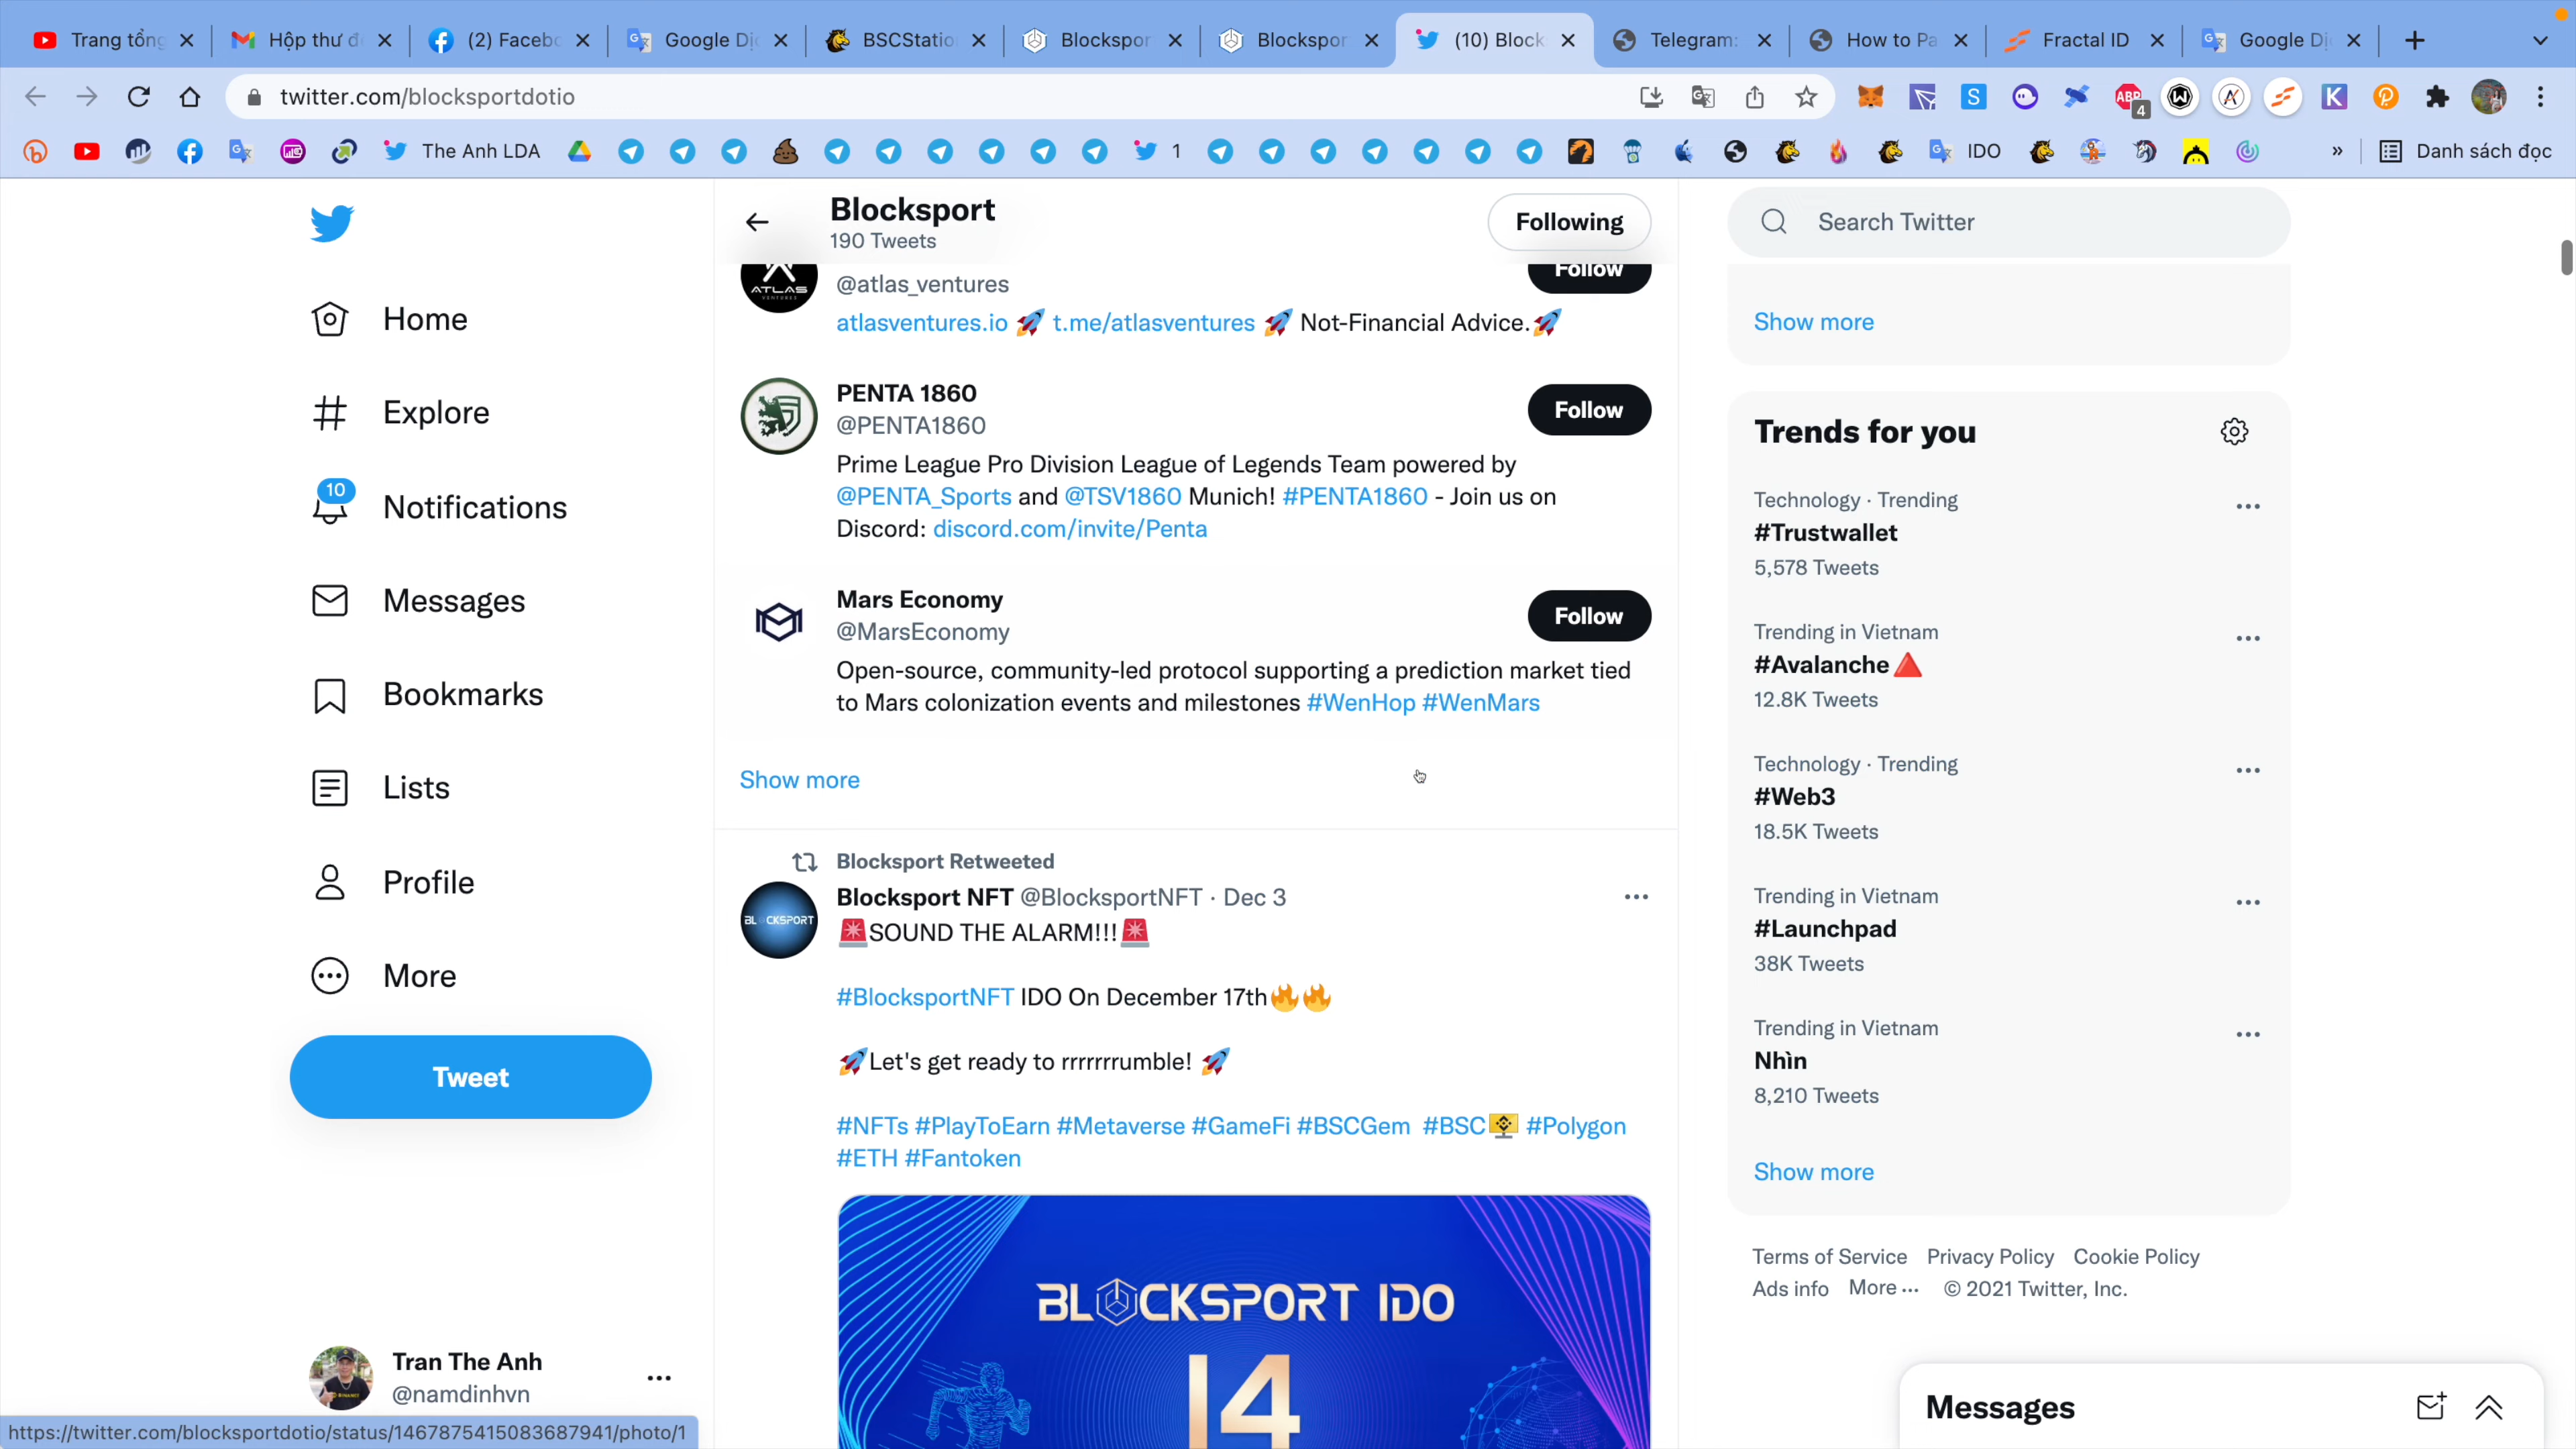 Trang tổng
Hộp thư đ
(2) Facebo
Google Dị
BSCStatio
Blockspor
Blockspor
(10) Block
Telegram:
How to Pa
Fractal ID
Google Dị
twitter.com/blocksportdotio
ABP
4
The Anh LDA
1
IDO
Danh sách đọc
Home
Explore
10
Notifications
Messages
Bookmarks
Lists
Profile
More
Tweet
Tran The Anh
@namdinhvn
https://twitter.com/blocksportdotio/status/1467875415083687941/photo/1
Blocksport
190 Tweets
Following
ATLAS
VENTURES
@atlas_ventures
Follow
atlasventures.io 🚀 t.me/atlasventures 🚀 Not-Financial Advice.🚀
PENTA 1860
@PENTA1860
Follow
Prime League Pro Division League of Legends Team powered by
@PENTA_Sports and @TSV1860 Munich! #PENTA1860 - Join us on
Discord: discord.com/invite/Penta
Mars Economy
@MarsEconomy
Follow
Open-source, community-led protocol supporting a prediction market tied
to Mars colonization events and milestones #WenHop #WenMars
Show more
Blocksport Retweeted
BLOCKSPORT
Blocksport NFT @BlocksportNFT · Dec 3
🚨SOUND THE ALARM!!!🚨
#BlocksportNFT IDO On December 17th🔥🔥
🚀Let's get ready to rrrrrrrumble! 🚀
#NFTs #PlayToEarn #Metaverse #GameFi #BSCGem #BSC #Polygon
#ETH #Fantoken
BLOCKSPORT IDO
14
Search Twitter
Show more
Trends for you
Technology · Trending
#Trustwallet
5,578 Tweets
Trending in Vietnam
#Avalanche🔺
12.8K Tweets
Technology · Trending
#Web3
18.5K Tweets
Trending in Vietnam
#Launchpad
38K Tweets
Trending in Vietnam
Nhìn
8,210 Tweets
Show more
Terms of Service Privacy Policy Cookie Policy
Ads info More ··· © 2021 Twitter, Inc.
Messages